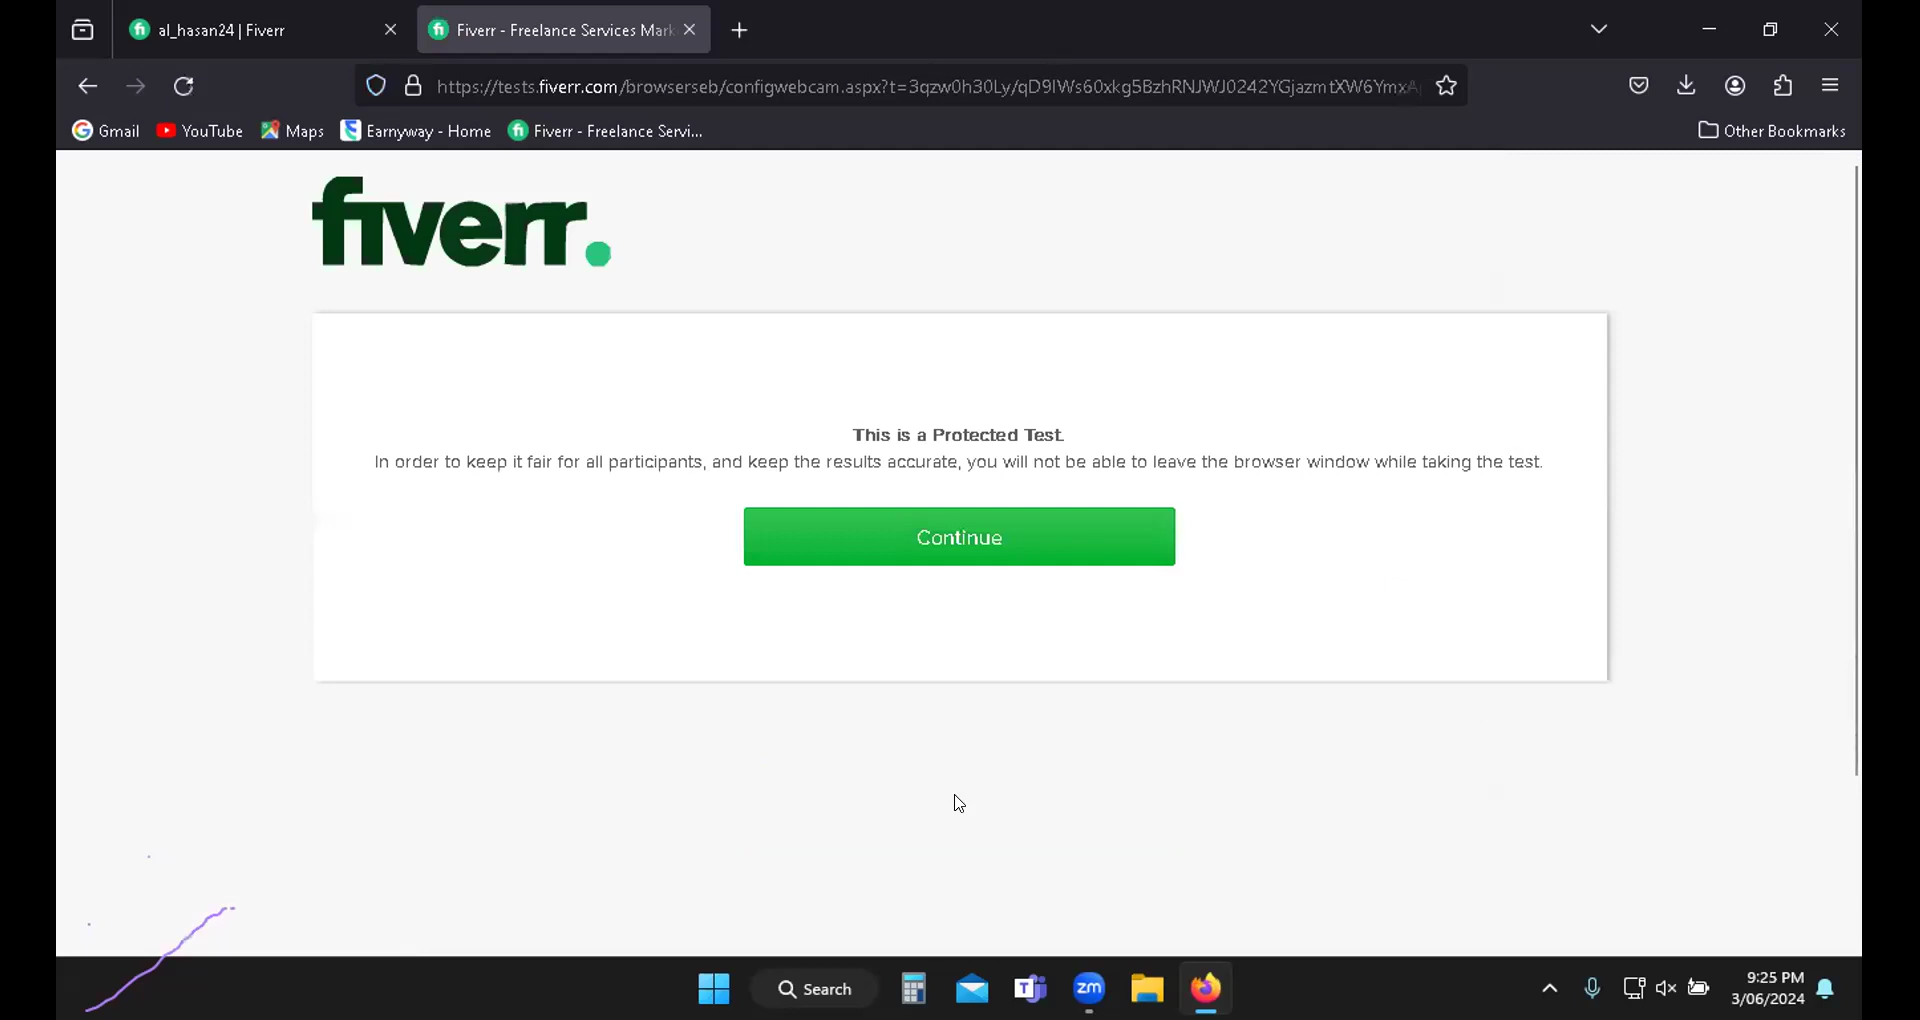 al_hasan24 | Fiverr
Fiverr - Freelance Services Mark
https://tests.fiverr.com/browserseb/configwebcam.aspx?t=
Gmail
YouTube
Maps
Earnyway - Home
Fiverr - Freelance Servi...
Other Bookmarks
fiverr.
This is a Protected Test.
In order to keep it fair for all participants, and keep the results accurate, you will not be able to leave the browser window while taking the test.
Continue
Search
zm
9:25 PM
3/06/2024